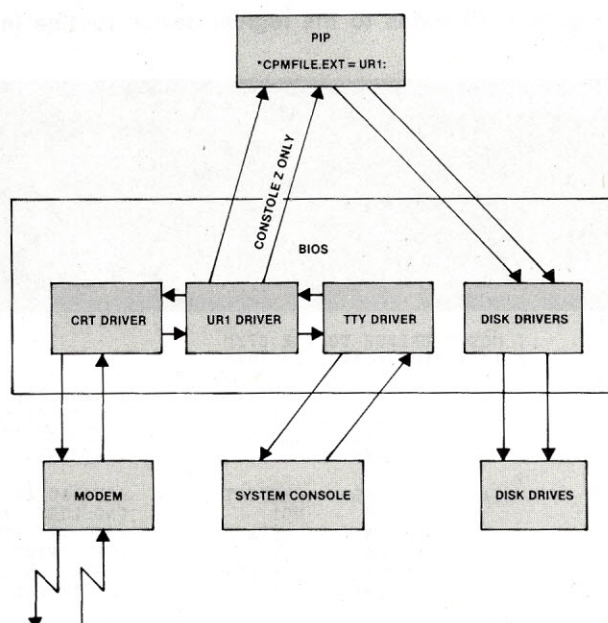 PIP
*CPMFILE.EXT = UR1:
CONSTOLE Z ONLY
BIOS
CRT DRIVER
UR1 DRIVER
TTY DRIVER
DISK DRIVERS
MODEM
SYSTEM CONSOLE
DISK DRIVES